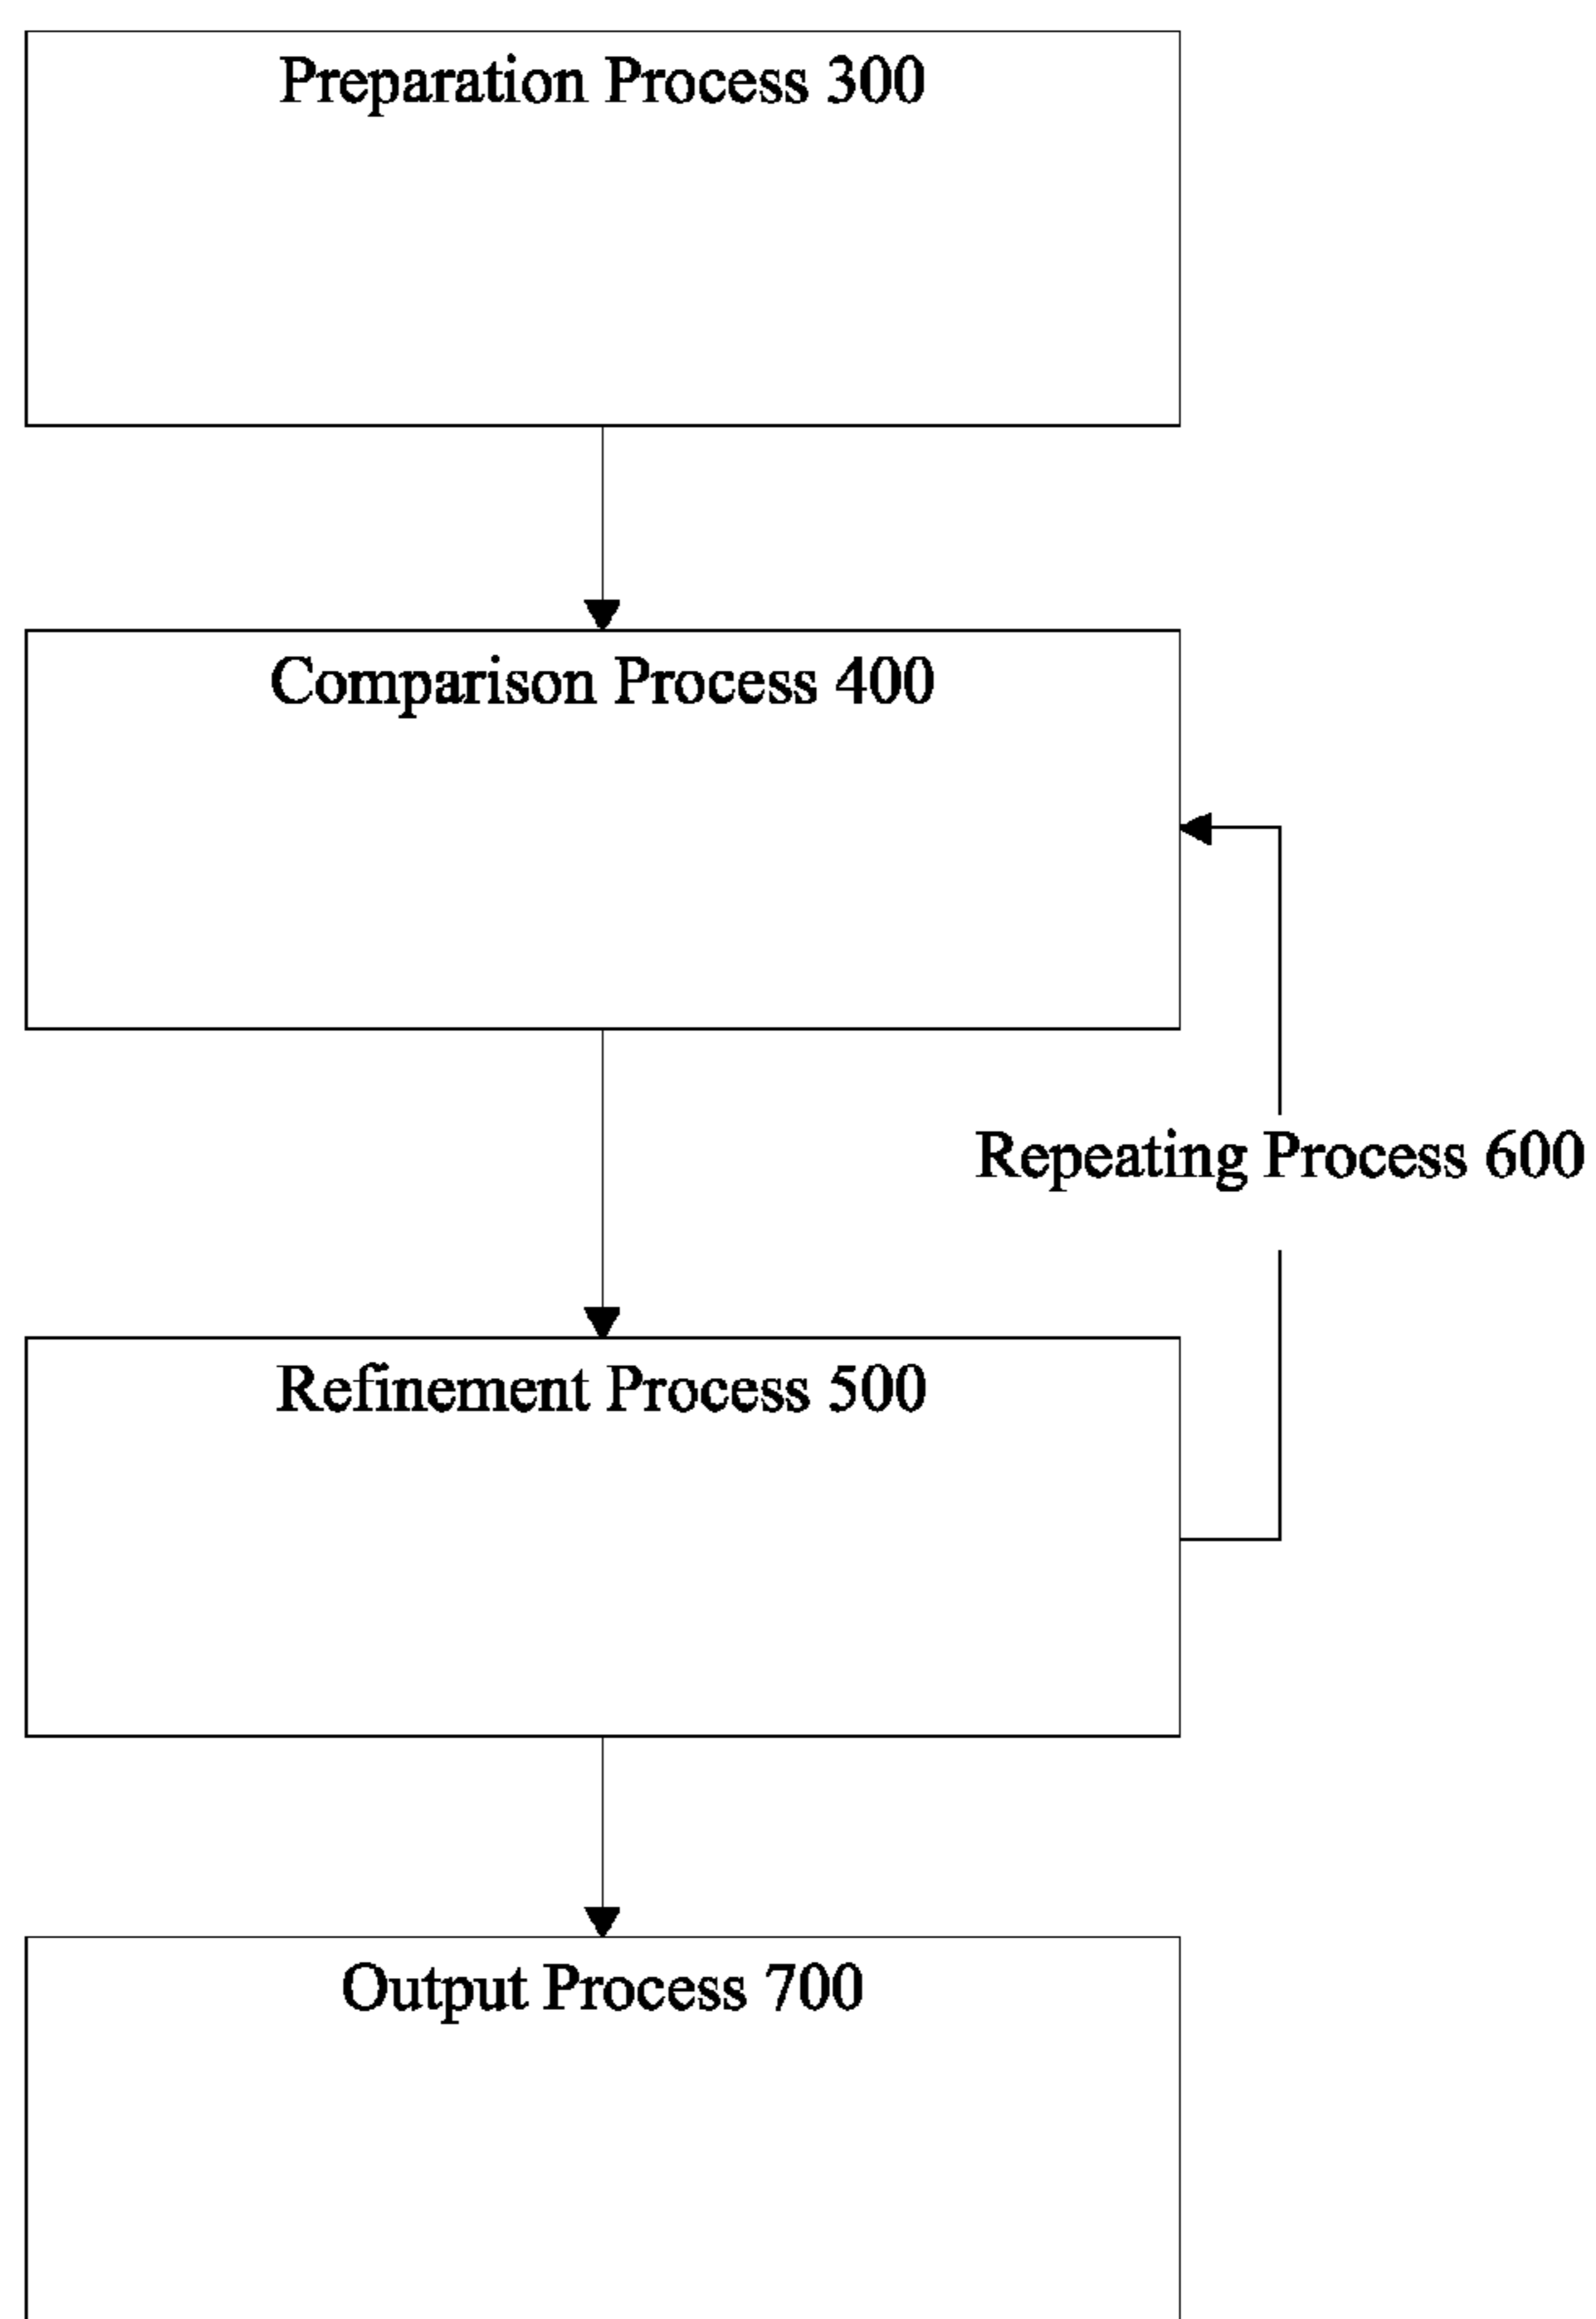 Preparation Process 300
Comparison Process 400
Repeating Process 600
Refinement Process 500
Output Process 700